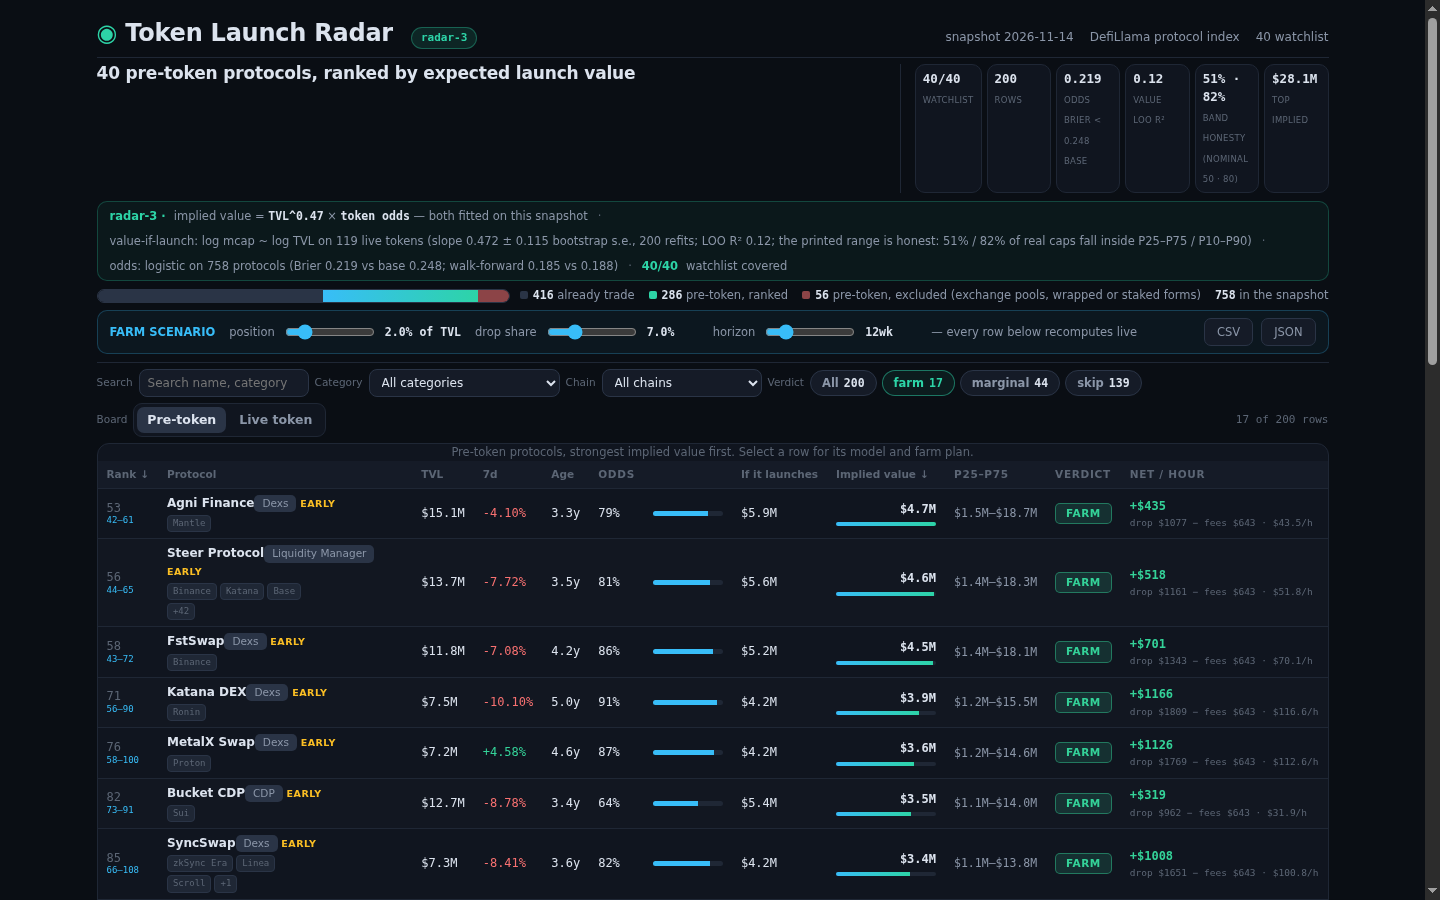 ◉ Token Launch Radar radar-3 snapshot 2026-11-14 DefiLlama protocol index 40 watchlist
40 pre-token protocols, ranked by expected launch value
40/40 WATCHLIST
200 ROWS
0.219 ODDS BRIER < 0.248 BASE
0.12 VALUE LOO R²
51% · 82% BAND HONESTY (NOMINAL 50 · 80)
$28.1M TOP IMPLIED
radar-3 · implied value = TVL^0.47 × token odds — both fitted on this snapshot ·
value-if-launch: log mcap ~ log TVL on 119 live tokens (slope 0.472 ± 0.115 bootstrap s.e., 200 refits; LOO R² 0.12; the printed range is honest: 51% / 82% of real caps fall inside P25–P75 / P10–P90) ·
odds: logistic on 758 protocols (Brier 0.219 vs base 0.248; walk-forward 0.185 vs 0.188) · 40/40 watchlist covered
416 already trade 286 pre-token, ranked 56 pre-token, excluded (exchange pools, wrapped or staked forms) 758 in the snapshot
FARM SCENARIO position 2.0% of TVL drop share 7.0% horizon 12wk — every row below recomputes live CSV JSON
Search Search name, category Category All categories Chain All chains Verdict All 200 farm 17 marginal 44 skip 139
Board Pre-token Live token 17 of 200 rows
Pre-token protocols, strongest implied value first. Select a row for its model and farm plan.
Rank ↓ Protocol TVL 7d Age ODDS If it launches Implied value ↓ P25–P75 VERDICT NET / HOUR
53 Agni Finance Dexs EARLY $15.1M -4.10% 3.3y 79% $5.9M $4.7M $1.5M–$18.7M FARM +$435
42–61 Mantle drop $1077 − fees $643 · $43.5/h
56 Steer Protocol Liquidity Manager EARLY $13.7M -7.72% 3.5y 81% $5.6M $4.6M $1.4M–$18.3M FARM +$518
44–65 Binance Katana Base +42 drop $1161 − fees $643 · $51.8/h
58 FstSwap Dexs EARLY $11.8M -7.08% 4.2y 86% $5.2M $4.5M $1.4M–$18.1M FARM +$701
43–72 Binance drop $1343 − fees $643 · $70.1/h
71 Katana DEX Dexs EARLY $7.5M -10.10% 5.0y 91% $4.2M $3.9M $1.2M–$15.5M FARM +$1166
56–90 Ronin drop $1809 − fees $643 · $116.6/h
76 MetalX Swap Dexs EARLY $7.2M +4.58% 4.6y 87% $4.2M $3.6M $1.2M–$14.6M FARM +$1126
58–100 Proton drop $1769 − fees $643 · $112.6/h
82 Bucket CDP CDP EARLY $12.7M -8.78% 3.4y 64% $5.4M $3.5M $1.1M–$14.0M FARM +$319
73–91 Sui drop $962 − fees $643 · $31.9/h
85 SyncSwap Dexs EARLY $7.3M -8.41% 3.6y 82% $4.2M $3.4M $1.1M–$13.8M FARM +$1008
66–108 zkSync Era Linea Scroll +1 drop $1651 − fees $643 · $100.8/h